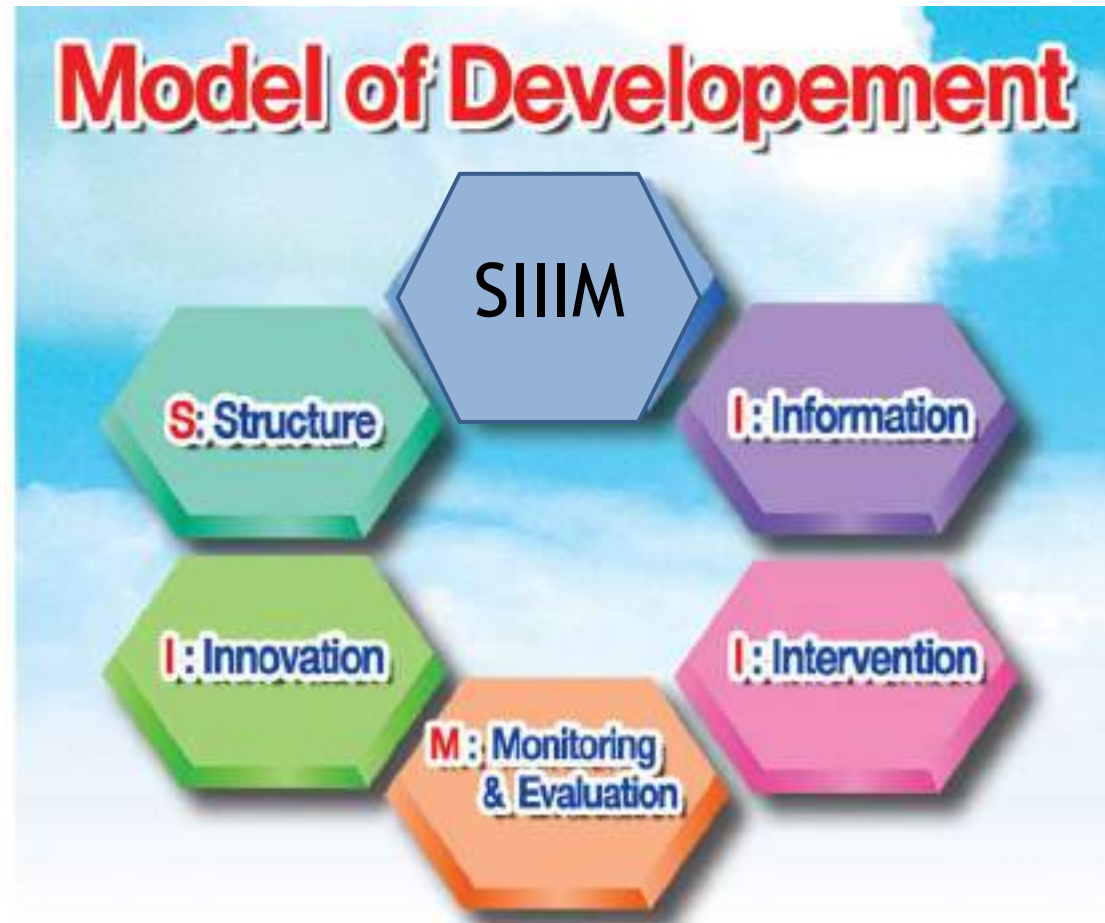 Model of Developement
SIIIM
S: Structure
I : Information
I : Innovation
I : Intervention
M : Monitoring
& Evaluation